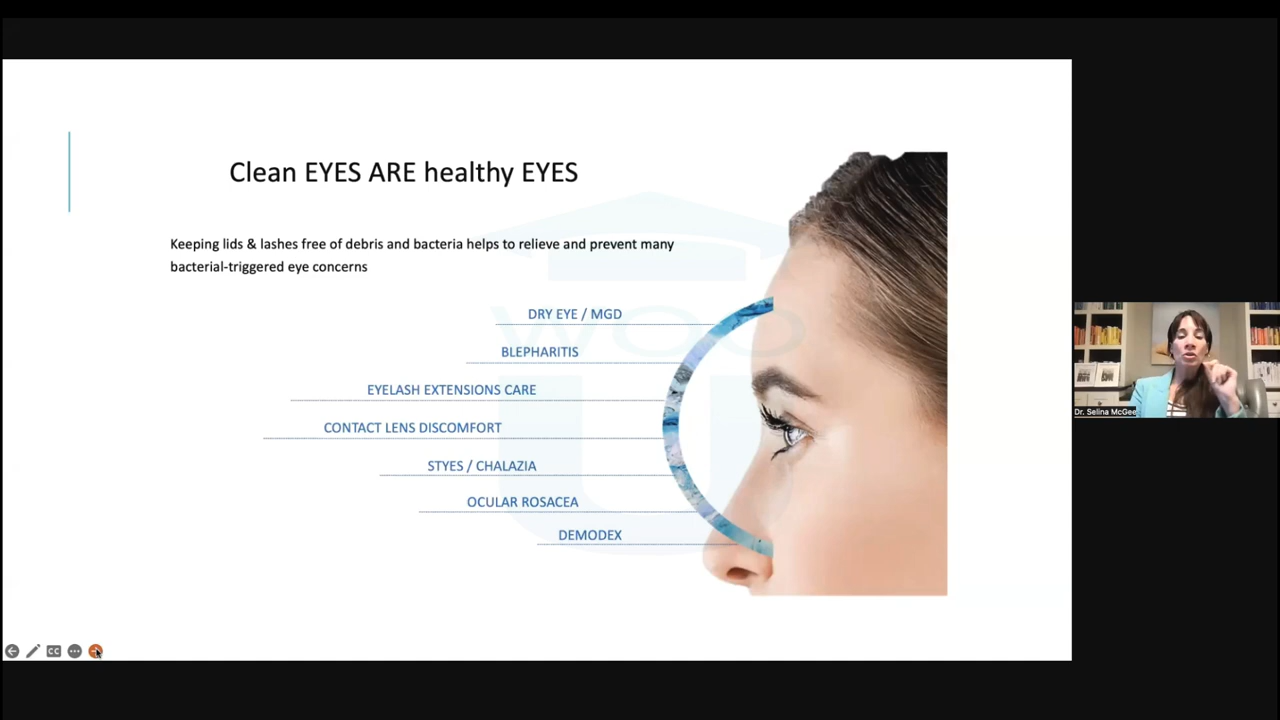 Clean EYES ARE healthy EYES
Keeping lids & lashes free of debris and bacteria helps to relieve and prevent many
bacterial-triggered eye concerns
DRY EYE / MGD
BLEPHARITIS
EYELASH EXTENSIONS CARE
CONTACT LENS DISCOMFORT
STYES / CHALAZIA
OCULAR ROSACEA
DEMODEX
WOO
Dr. Selina McGee
CC